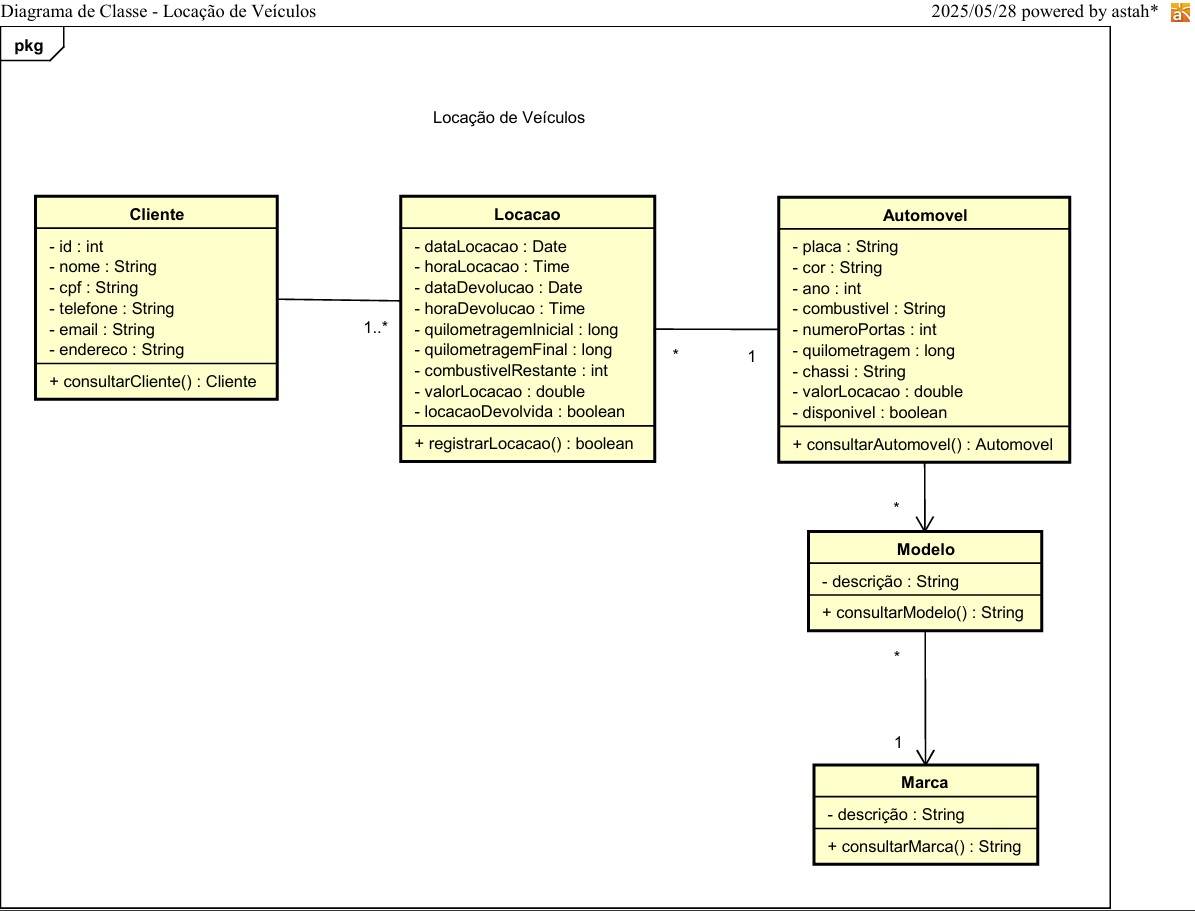 Diagrama de Classe - Locação de Veículos
2025/05/28 powered by astah*
pkg
Locação de Veículos
Cliente
- id : int
- nome : String
- cpf : String
- telefone : String
- email : String
- endereco : String
+ consultarCliente() : Cliente
1..*
Locacao
- dataLocacao : Date
- horaLocacao : Time
- dataDevolucao : Date
- horaDevolucao : Time
- quilometragemInicial : long
- quilometragemFinal : long
- combustivelRestante : int
- valorLocacao : double
- locacaoDevolvida : boolean
+ registrarLocacao() : boolean
*
1
Automovel
- placa : String
- cor : String
- ano : int
- combustivel : String
- numeroPortas : int
- quilometragem : long
- chassi : String
- valorLocacao : double
- disponivel : boolean
+ consultarAutomovel() : Automovel
*
Modelo
- descrição : String
+ consultarModelo() : String
*
1
Marca
- descrição : String
+ consultarMarca() : String